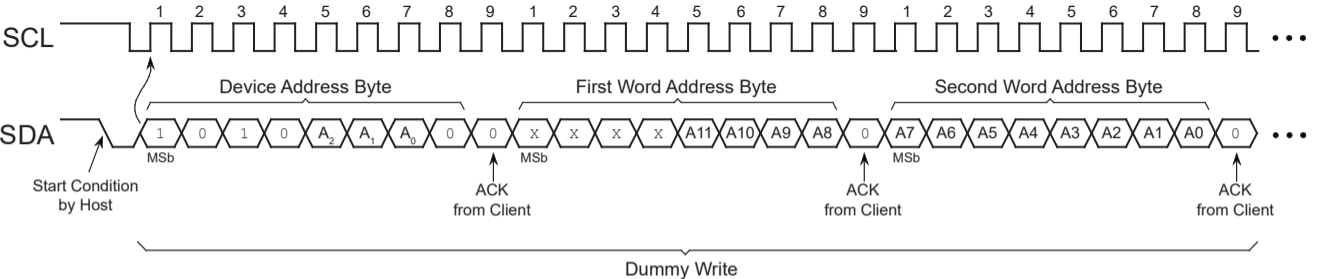 1 2 3 4 5 6 7 8 9 1 2 3 4 5 6 7 8 9 1 2 3 4 5 6 7 8 9
SCL •••
Device Address Byte First Word Address Byte Second Word Address Byte
SDA 1 0 1 0 A2 A1 A0 0 0 X X X X A11 A10 A9 A8 0 A7 A6 A5 A4 A3 A2 A1 A0 0 •••
MSb MSb MSb
Start Condition
by Host
ACK
from Client
ACK
from Client
ACK
from Client
Dummy Write